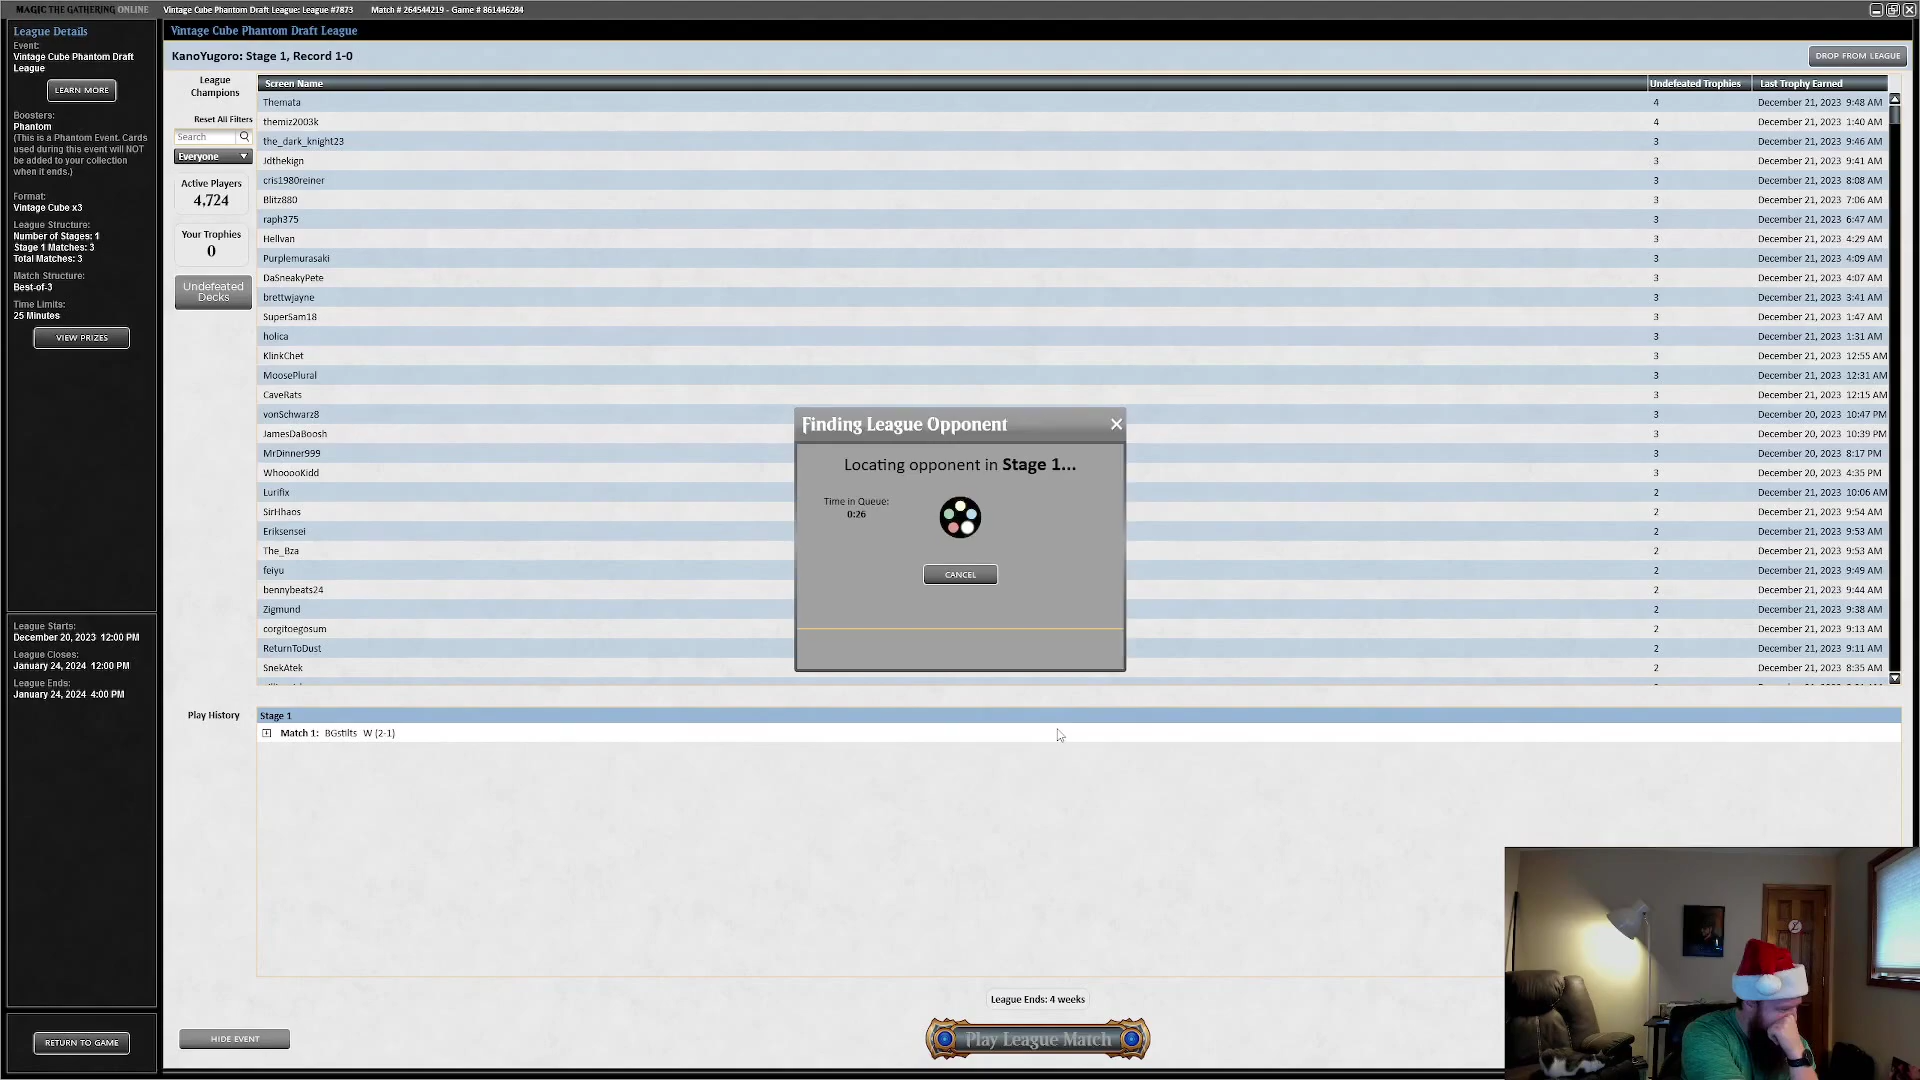 MAGIC THE GATHERING ONLINE
Vintage Cube Phantom Draft League: League #7873 Match # 264544219 - Game # 861446284
League Details
Event:
Vintage Cube Phantom Draft
League
LEARN MORE
Boosters:
Phantom
(This is a Phantom Event. Cards
used during this event will NOT
be added to your collection
when it ends.)
Format:
Vintage Cube x3
League Structure:
Number of Stages: 1
Stage 1 Matches: 3
Total Matches: 3
Match Structure:
Best-of-3
Time Limits:
25 Minutes
VIEW PRIZES
League Starts:
December 20, 2023 12:00 PM
League Closes:
January 24, 2024 12:00 PM
League Ends:
January 24, 2024 4:00 PM
RETURN TO GAME
Vintage Cube Phantom Draft League
KanoYugoro: Stage 1, Record 1-0
DROP FROM LEAGUE
League
Champions
Reset All Filters
Search
Everyone
Active Players
4,724
Your Trophies
0
Undefeated
Decks
Screen Name Undefeated Trophies Last Trophy Earned
Themata 4 December 21, 2023 9:48 AM
themiz2003k 4 December 21, 2023 1:40 AM
the_dark_knight23 3 December 21, 2023 9:46 AM
Jdthekign 3 December 21, 2023 9:41 AM
cris1980reiner 3 December 21, 2023 8:08 AM
Blitz880 3 December 21, 2023 7:06 AM
raph375 3 December 21, 2023 6:47 AM
Hellvan 3 December 21, 2023 4:29 AM
Purplemurasaki 3 December 21, 2023 4:09 AM
DaSneakyPete 3 December 21, 2023 4:07 AM
brettwjayne 3 December 21, 2023 3:41 AM
SuperSam18 3 December 21, 2023 1:47 AM
holica 3 December 21, 2023 1:31 AM
KlinkChet 3 December 21, 2023 12:55 AM
MoosePlural 3 December 21, 2023 12:31 AM
CaveRats 3 December 21, 2023 12:15 AM
vonSchwarz8 3 December 20, 2023 10:47 PM
JamesDaBoosh 3 December 20, 2023 10:39 PM
MrDinner999 3 December 20, 2023 8:17 PM
WhooooKidd 3 December 20, 2023 4:35 PM
Lurifix 2 December 21, 2023 10:06 AM
SirHhaos 2 December 21, 2023 9:54 AM
Eriksensei 2 December 21, 2023 9:53 AM
The_Bza 2 December 21, 2023 9:53 AM
feiyu 2 December 21, 2023 9:49 AM
bennybeats24 2 December 21, 2023 9:44 AM
Zigmund 2 December 21, 2023 9:38 AM
corgitoegosum 2 December 21, 2023 9:13 AM
ReturnToDust 2 December 21, 2023 9:11 AM
SnekAtek 2 December 21, 2023 8:35 AM
Finding League Opponent
Locating opponent in Stage 1...
Time in Queue:
0:26
CANCEL
Play History
Stage 1
Match 1: BGstilts W (2-1)
League Ends: 4 weeks
HIDE EVENT
Play League Match